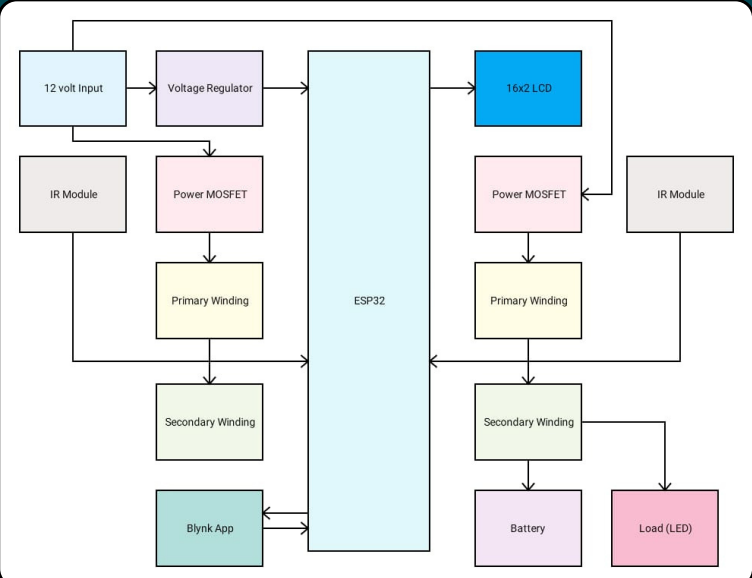 12 volt Input
Voltage Regulator
16x2 LCD
IR Module
Power MOSFET
Power MOSFET
IR Module
Primary Winding
ESP32
Primary Winding
Secondary Winding
Secondary Winding
Blynk App
Battery
Load (LED)